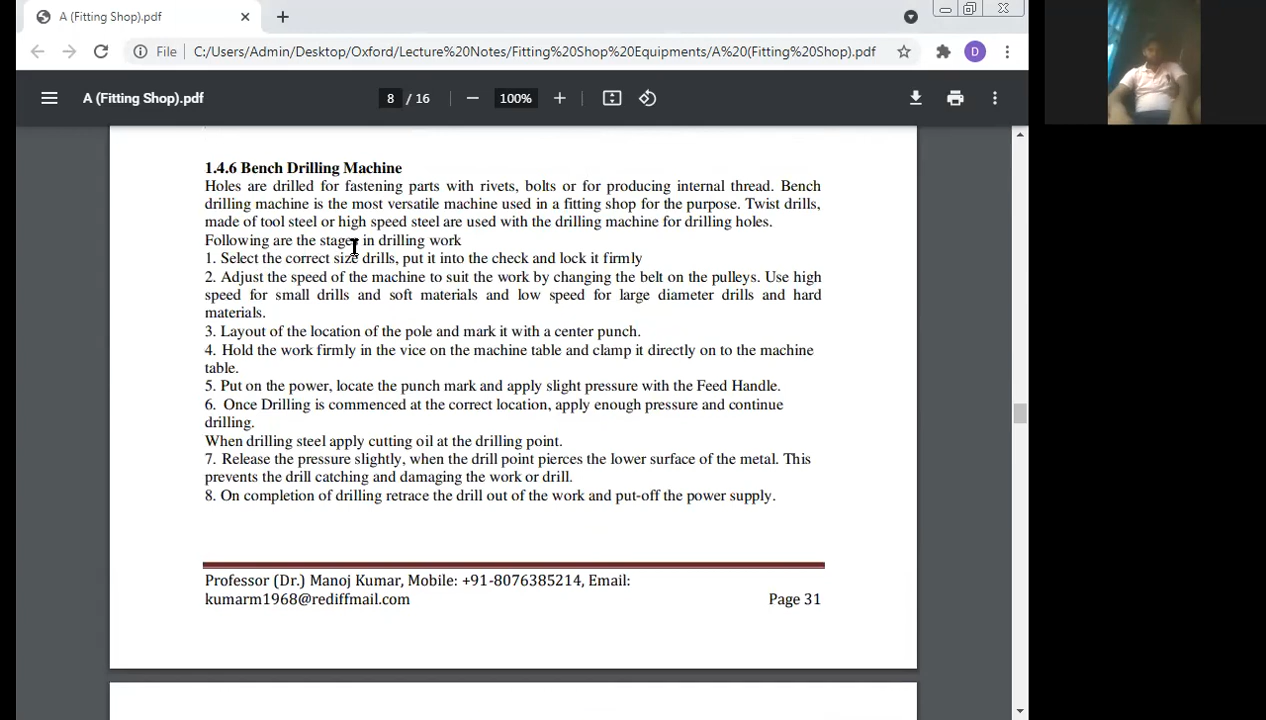 A (Fitting Shop).pdf
File
C:/Users/Admin/Desktop/Oxford/Lecture%20Notes/Fitting%20Shop%20Equipments/A%20(Fitting%20Shop).pdf
D
A (Fitting Shop).pdf
8 / 16
100%
1.4.6 Bench Drilling Machine
Holes are drilled for fastening parts with rivets, bolts or for producing internal thread. Bench
drilling machine is the most versatile machine used in a fitting shop for the purpose. Twist drills,
made of tool steel or high speed steel are used with the drilling machine for drilling holes.
Following are the stages in drilling work
1. Select the correct size drills, put it into the check and lock it firmly
2. Adjust the speed of the machine to suit the work by changing the belt on the pulleys. Use high
speed for small drills and soft materials and low speed for large diameter drills and hard
materials.
3. Layout of the location of the pole and mark it with a center punch.
4. Hold the work firmly in the vice on the machine table and clamp it directly on to the machine
table.
5. Put on the power, locate the punch mark and apply slight pressure with the Feed Handle.
6. Once Drilling is commenced at the correct location, apply enough pressure and continue
drilling.
When drilling steel apply cutting oil at the drilling point.
7. Release the pressure slightly, when the drill point pierces the lower surface of the metal. This
prevents the drill catching and damaging the work or drill.
8. On completion of drilling retrace the drill out of the work and put-off the power supply.
Professor (Dr.) Manoj Kumar, Mobile: +91-8076385214, Email:
kumarm1968@rediffmail.com
Page 31